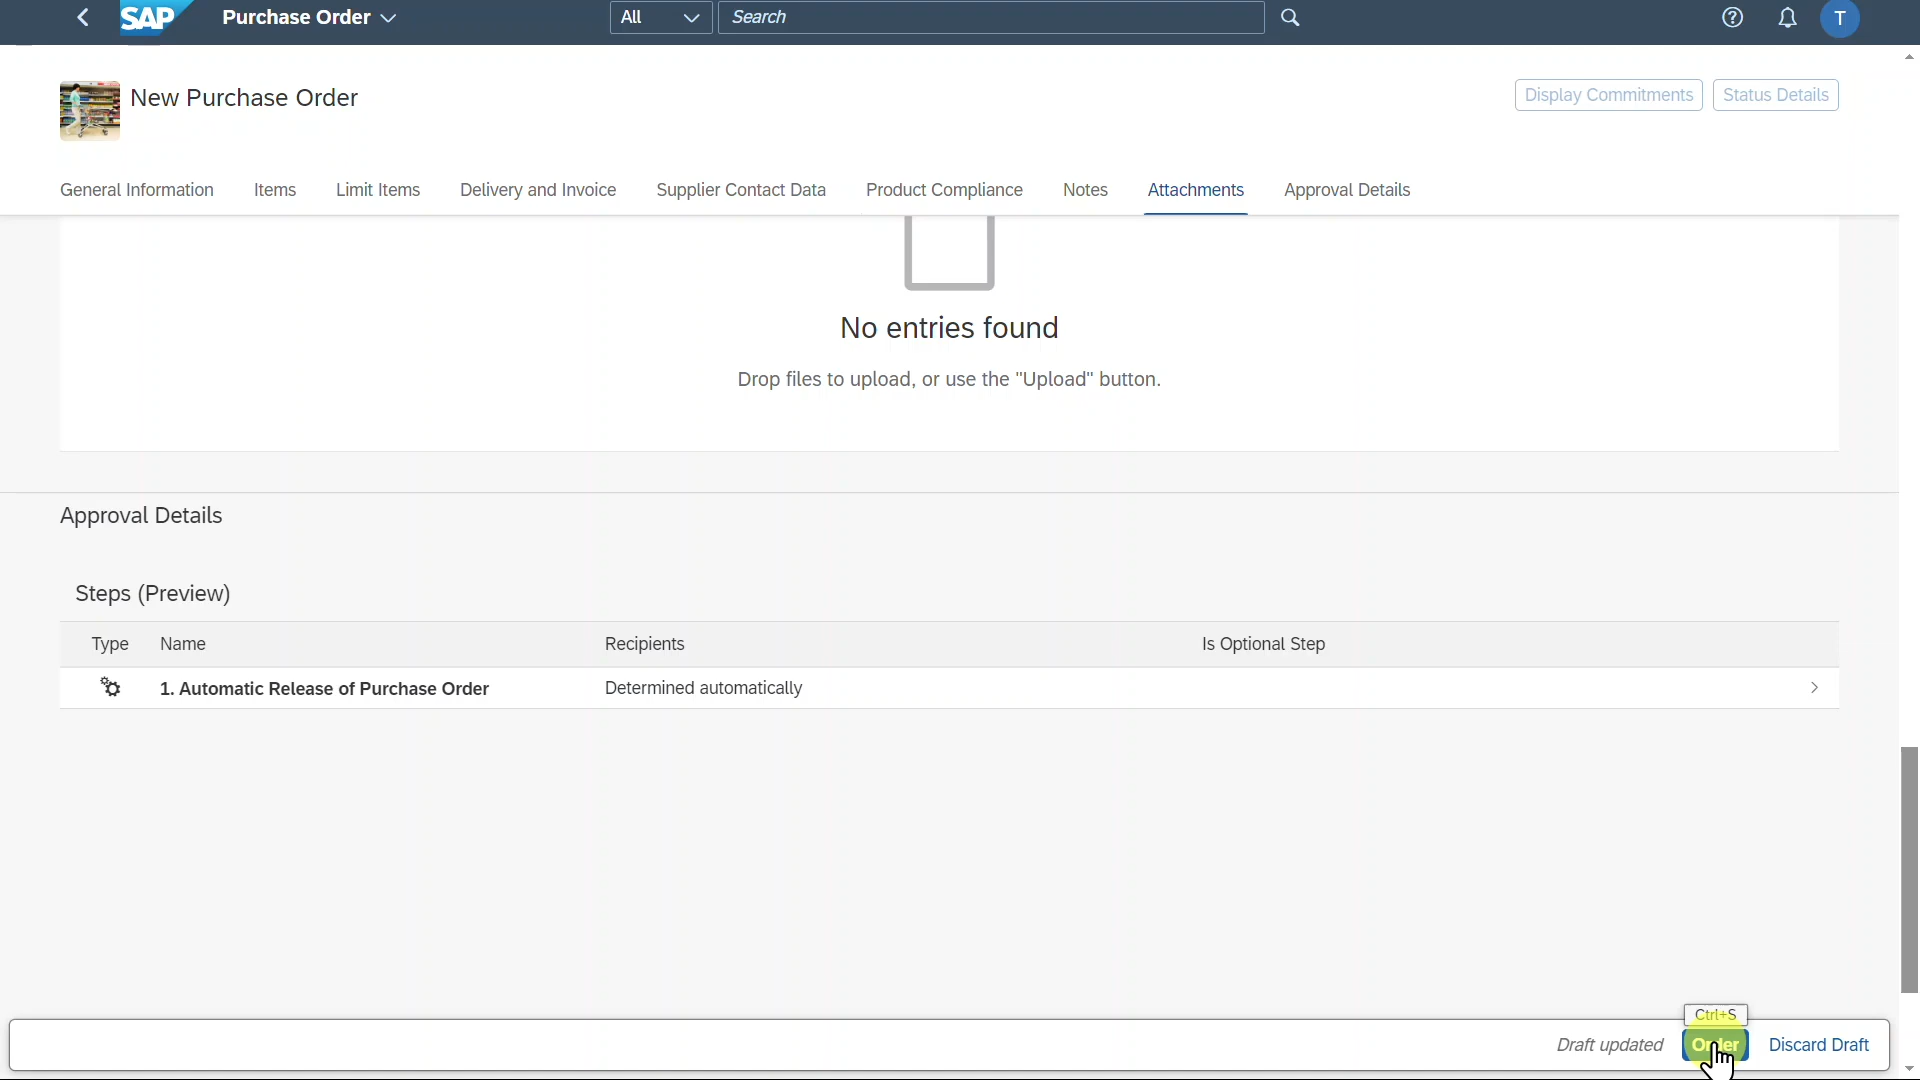 SAP Purchase Order All Search T
New Purchase Order Display Commitments Status Details
General Information Items Limit Items Delivery and Invoice Supplier Contact Data Product Compliance Notes Attachments Approval Details
No entries found
Drop files to upload, or use the "Upload" button.
Approval Details
Steps (Preview)
Type Name Recipients Is Optional Step
1. Automatic Release of Purchase Order Determined automatically
Ctrl+S
Draft updated Order Discard Draft